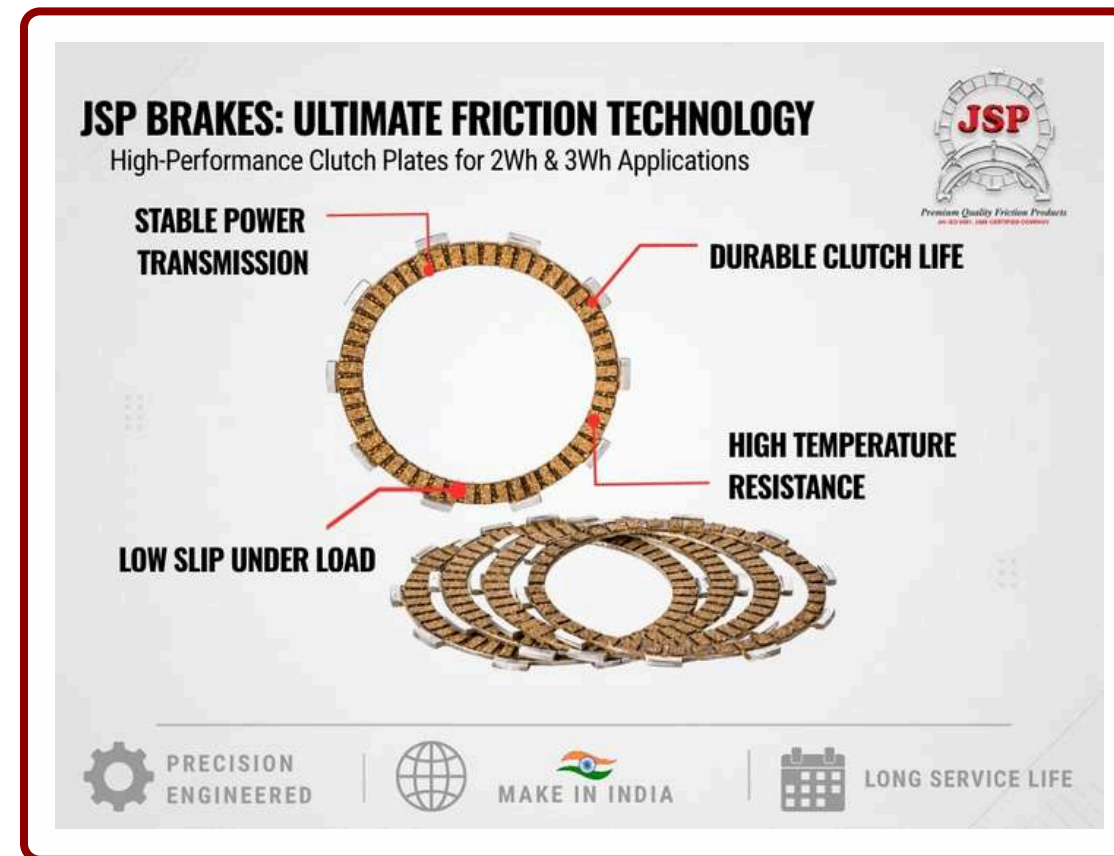 JSP BRAKES: ULTIMATE FRICTION TECHNOLOGY
High-Performance Clutch Plates for 2Wh & 3Wh Applications
JSP
Premium Quality Friction Products
STABLE POWER
TRANSMISSION
DURABLE CLUTCH LIFE
HIGH TEMPERATURE
RESISTANCE
LOW SLIP UNDER LOAD
PRECISION
ENGINEERED
MAKE IN INDIA
LONG SERVICE LIFE